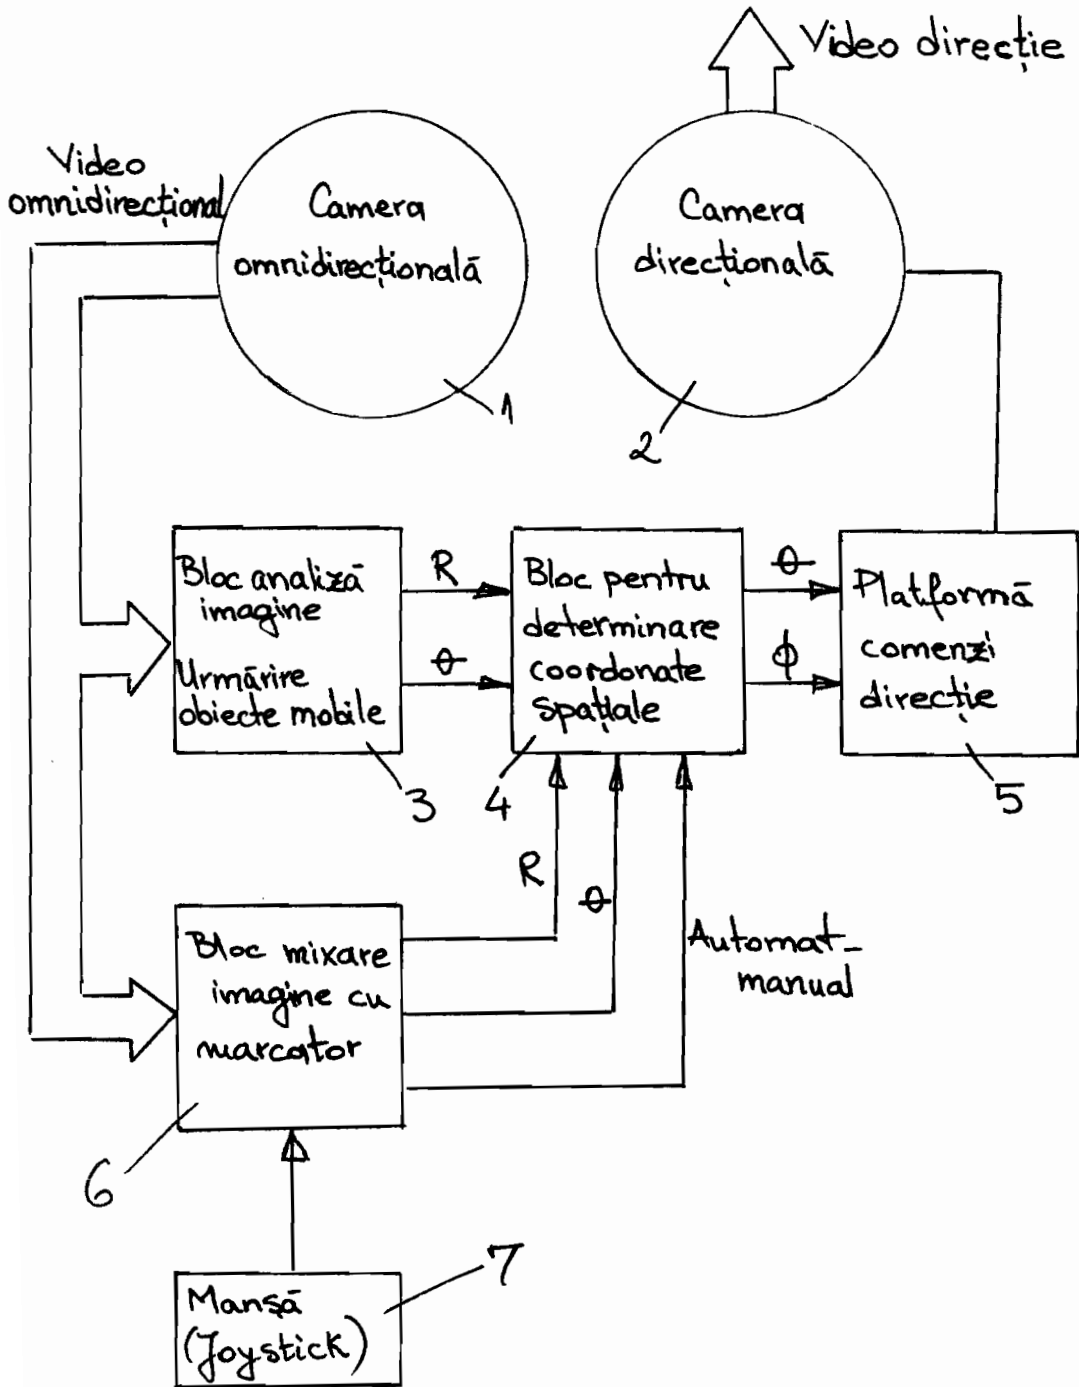 Video direcție
Video
omnidirecțional
Camera
omnidirecțională
1
Camera
direcțională
2
Bloc analiză
imagine
Urmărire
obiecte mobile
3
R
θ
Bloc pentru
determinare
coordonate
spațiale
4
θ
ϕ
Platformă
comenzi
direcție
5
R
θ
Automat-
manual
Bloc mixare
imagine cu
marcator
6
Manșă
(Joystick)
7